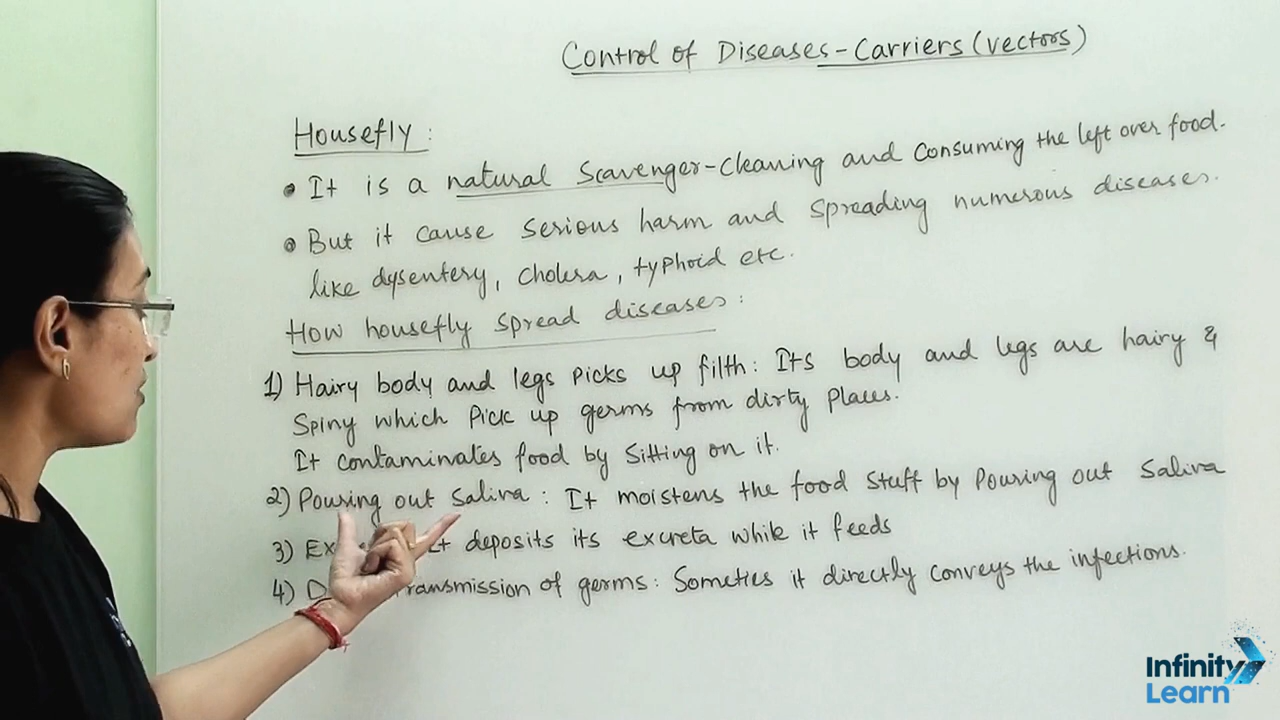 Control of Diseases-Carriers (vectors)
Housefly:
• It is a natural Scavenger-cleaning and consuming the left over food.
• But it cause serious harm and spreading numerous diseases.
like dysentery, cholera, typhoid etc.
How housefly spread diseases:
1) Hairy body and legs picks up filth: Its body and legs are hairy &
Spiny which pick up germs from dirty places.
It contaminates food by sitting on it.
2) Pouring out saliva: It moistens the food stuff by pouring out saliva
3) It deposits its excreta while it feeds
4) transmission of germs: Someties it directly conveys the infections.
Infinity
Learn